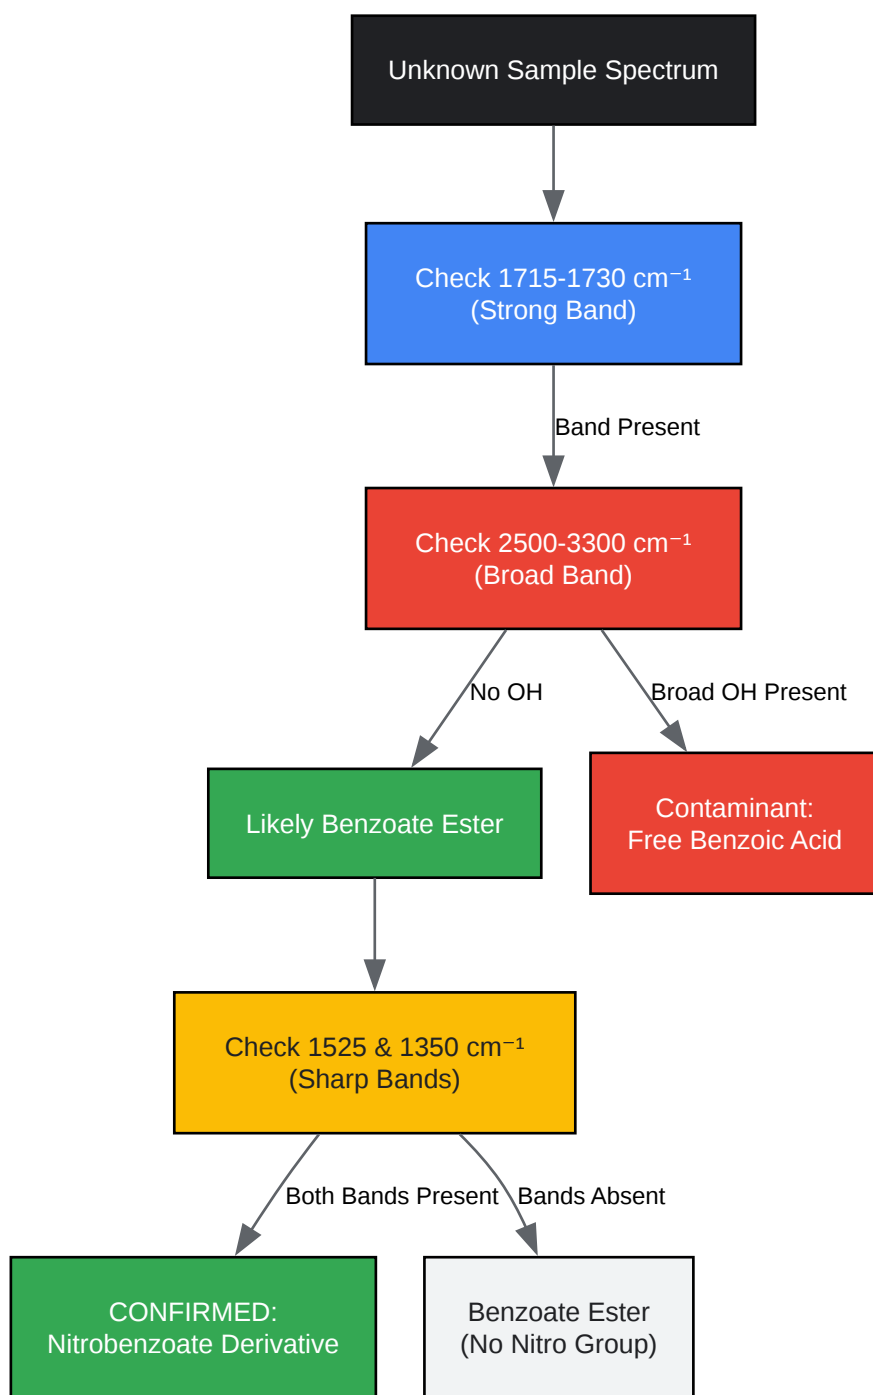 Unknown Sample Spectrum
Check 1715-1730 cm⁻¹
(Strong Band)
Band Present
Check 2500-3300 cm⁻¹
(Broad Band)
No OH
Broad OH Present
Likely Benzoate Ester
Contaminant:
Free Benzoic Acid
Check 1525 & 1350 cm⁻¹
(Sharp Bands)
Both Bands Present
Bands Absent
CONFIRMED:
Nitrobenzoate Derivative
Benzoate Ester
(No Nitro Group)